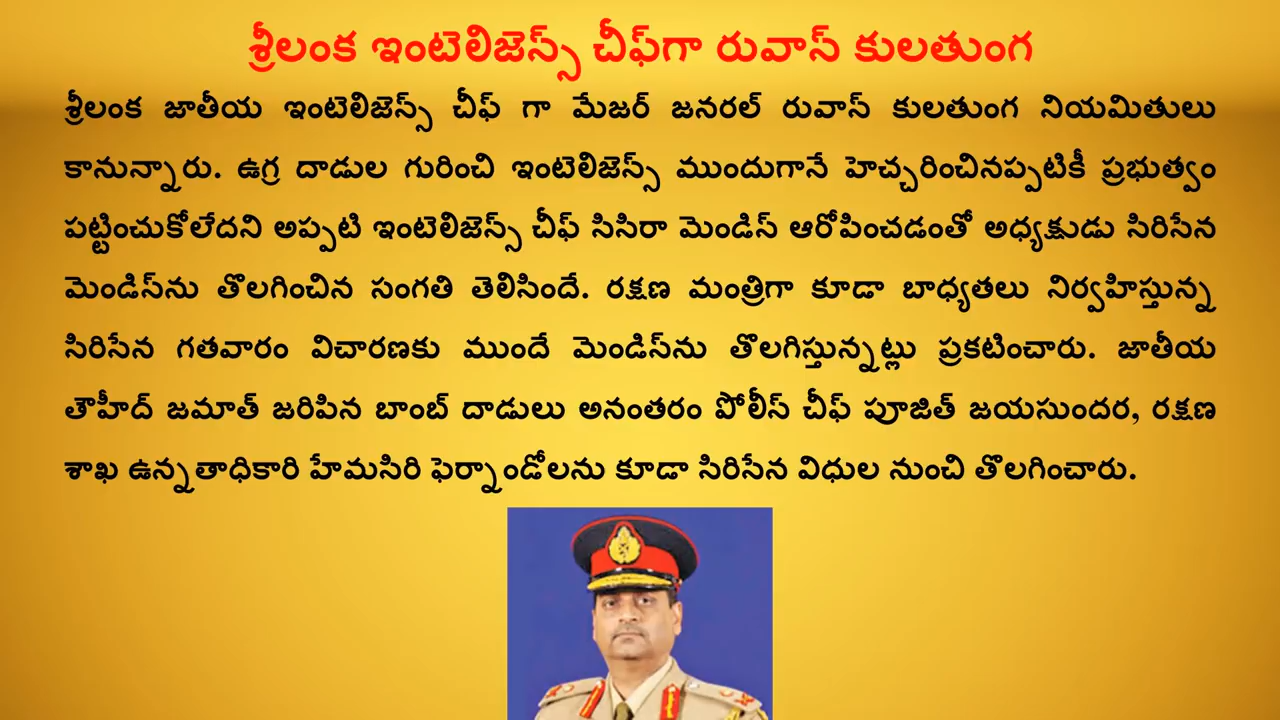 శ్రీలంక ఇంటెలిజెన్స్ చీఫ్‌గా రువాన్ కులతుంగ
శ్రీలంక జాతీయ ఇంటెలిజెన్స్ చీఫ్ గా మేజర్ జనరల్ రువాన్ కులతుంగ నియమితులు
కానున్నారు. ఉగ్ర దాడుల గురించి ఇంటెలిజెన్స్ ముందుగానే హెచ్చరించినప్పటికీ ప్రభుత్వం
పట్టించుకోలేదని అప్పటి ఇంటెలిజెన్స్ చీఫ్ సిసిరా మెండిస్ ఆరోపించడంతో అధ్యక్షుడు సిరిసేన
మెండిస్‌ను తొలగించిన సంగతి తెలిసిందే. రక్షణ మంత్రిగా కూడా బాధ్యతలు నిర్వహిస్తున్న
సిరిసేన గతవారం విచారణకు ముందే మెండిస్‌ను తొలగిస్తున్నట్లు ప్రకటించారు. జాతీయ
తౌహీద్ జమాత్ జరిపిన బాంబ్ దాడులు అనంతరం పోలీస్ చీఫ్ పూజిత్ జయసుందర, రక్షణ
శాఖ ఉన్నతాధికారి హేమసిరి ఫెర్నాండోలను కూడా సిరిసేన విధుల నుంచి తొలగించారు.